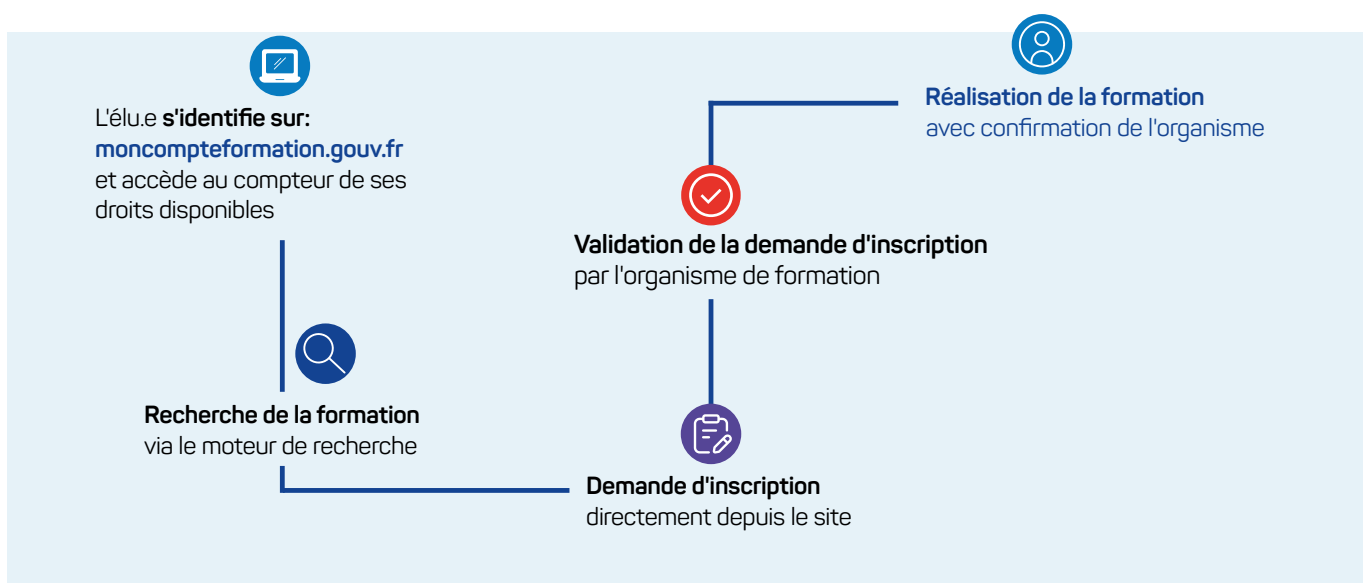 L'élu.e s'identifie sur:
moncompteformation.gouv.fr
et accède au compteur de ses
droits disponibles
Recherche de la formation
via le moteur de recherche
Demande d'inscription
directement depuis le site
Validation de la demande d'inscription
par l'organisme de formation
Réalisation de la formation
avec confirmation de l'organisme